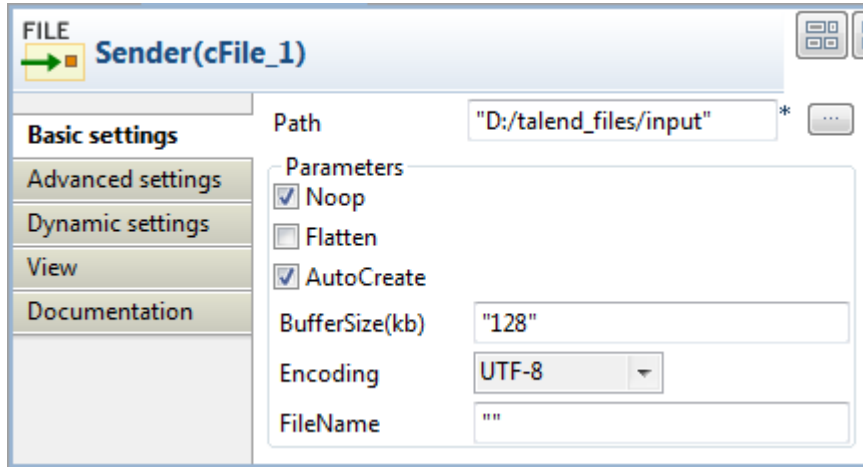 FILE
Sender(cFile_1)
Basic settings
Advanced settings
Dynamic settings
View
Documentation
Path "D:/talend_files/input" * ...
Parameters
Noop
Flatten
AutoCreate
BufferSize(kb) "128"
Encoding UTF-8
FileName ""